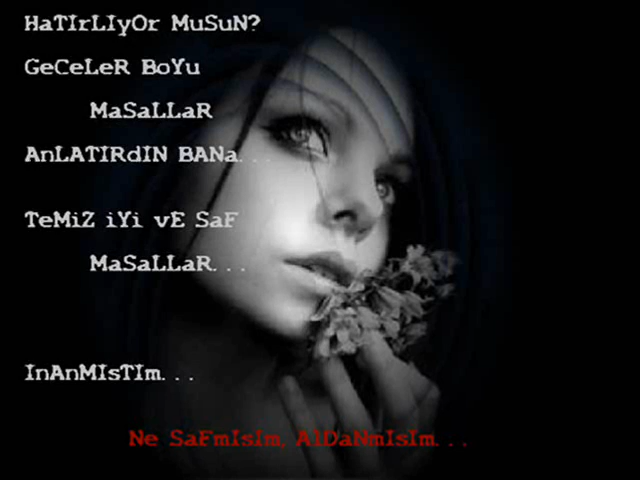 HaTIrLIyOr MuSuN?
GeCeLeR BoYu
MaSaLLaR
AnLATIRdIN BANa...
TeMiZ iYi vE SaF
MaSaLLaR...
InAnMIsTIm...
Ne SaFmIsIm, AlDaNmIsIm...